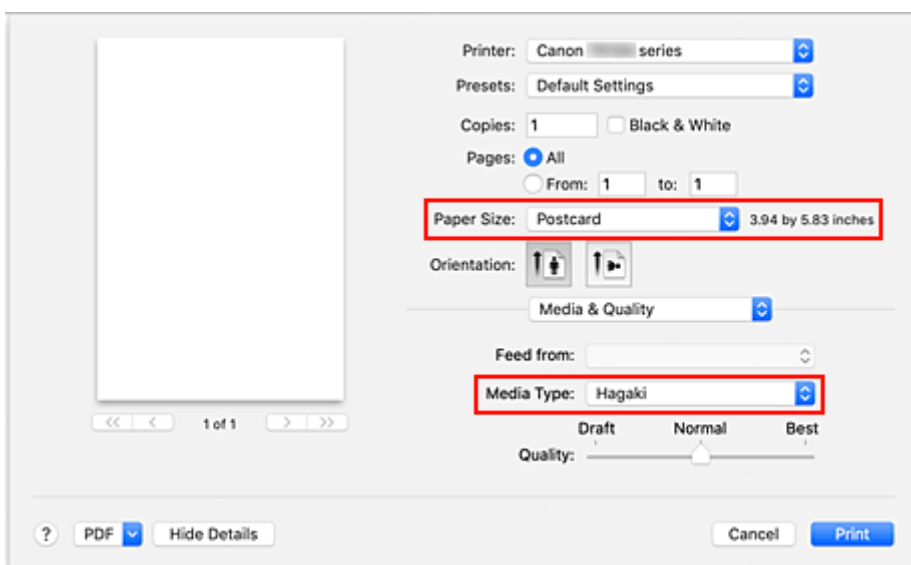 Printer: Canon series
Presets: Default Settings
Copies: 1 Black & White
Pages: All
From: 1 to: 1
Paper Size: Postcard 3.94 by 5.83 inches
Orientation:
Media & Quality
Feed from:
Media Type: Hagaki
Draft Normal Best
Quality:
<< < 1 of 1 > >>
? PDF Hide Details Cancel Print